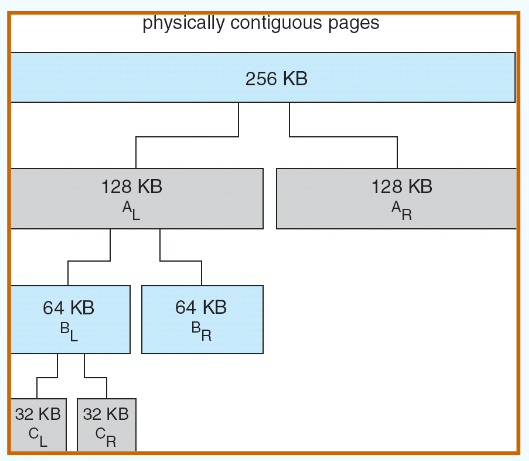 physically contiguous pages
256 KB
128 KB
AL
128 KB
AR
64 KB
BL
64 KB
BR
32 KB
CL
32 KB
CR